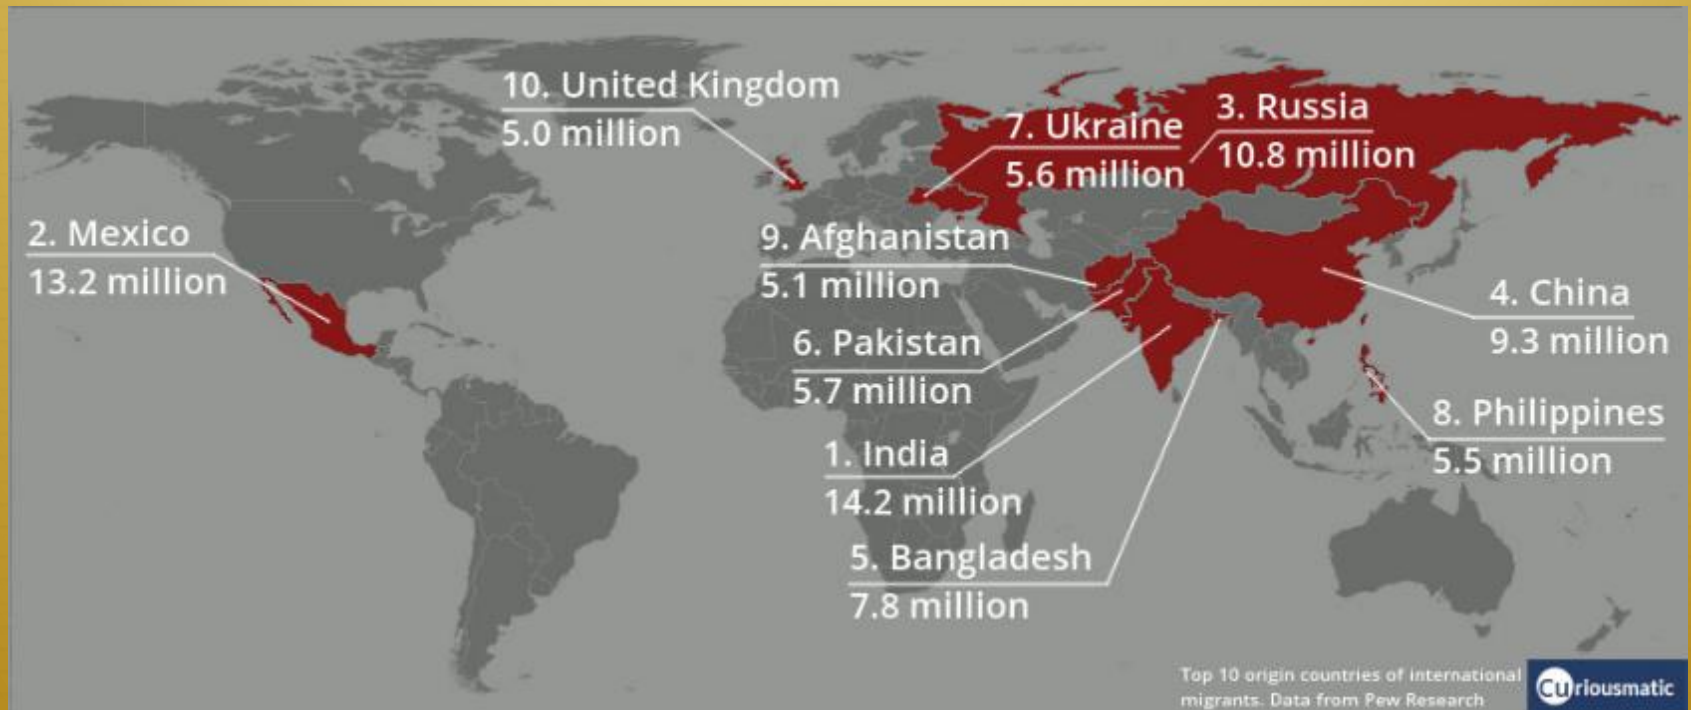 10. United Kingdom
5.0 million
7. Ukraine
5.6 million
3. Russia
10.8 million
2. Mexico
13.2 million
9. Afghanistan
5.1 million
4. China
9.3 million
6. Pakistan
5.7 million
8. Philippines
5.5 million
1. India
14.2 million
5. Bangladesh
7.8 million
Top 10 origin countries of international
migrants. Data from Pew Research
Curiousmatic